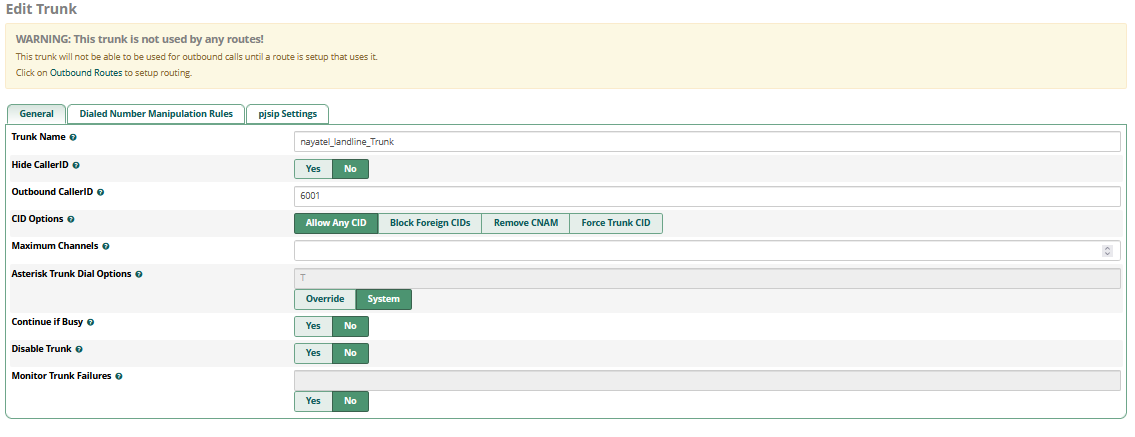 Edit Trunk
WARNING: This trunk is not used by any routes!
This trunk will not be able to be used for outbound calls until a route is setup that uses it.
Click on Outbound Routes to setup routing.
General Dialed Number Manipulation Rules pjsip Settings
Trunk Name nayatel_landline_Trunk
Hide CallerID Yes No
Outbound CallerID 6001
CID Options Allow Any CID Block Foreign CIDs Remove CNAM Force Trunk CID
Maximum Channels
Asterisk Trunk Dial Options T
Override System
Continue if Busy Yes No
Disable Trunk Yes No
Monitor Trunk Failures
Yes No